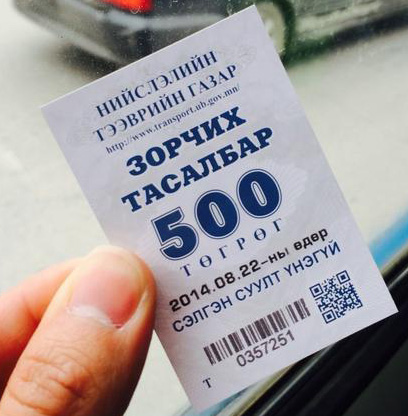 НИЙСЛЭЛИЙН
ТЭЭВРИЙН ГАЗАР
http://www.transport.ub.gov.mn/
ЗОРЧИХ
ТАСАЛБАР
500
ТӨГРӨГ
2014.08.22-ны өдөр
СЭЛГЭН СУУЛТ ҮНЭГҮЙ
Т 0357251